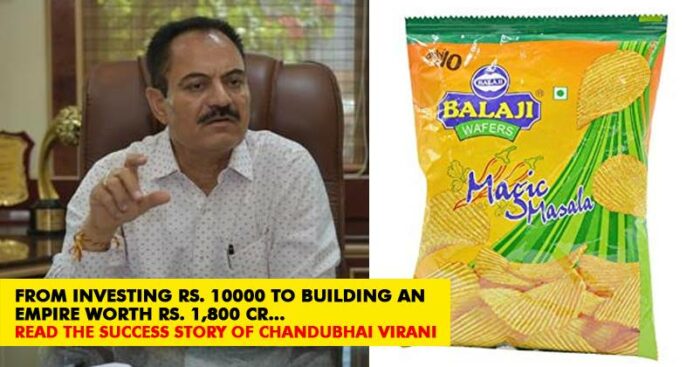 10
BALAJI
BALAJI
WAFERS
Magic
Masala
FROM INVESTING RS. 10000 TO BUILDING AN
EMPIRE WORTH RS. 1,800 CR...
READ THE SUCCESS STORY OF CHANDUBHAI VIRANI